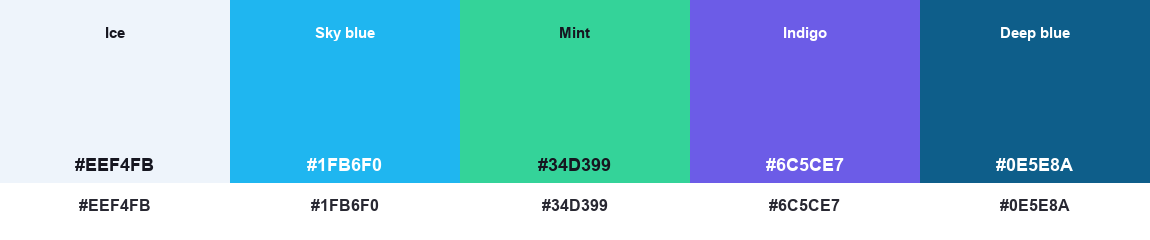 Ice
Sky blue
Mint
Indigo
Deep blue
#EEF4FB
#1FB6F0
#34D399
#6C5CE7
#0E5E8A
#EEF4FB
#1FB6F0
#34D399
#6C5CE7
#0E5E8A